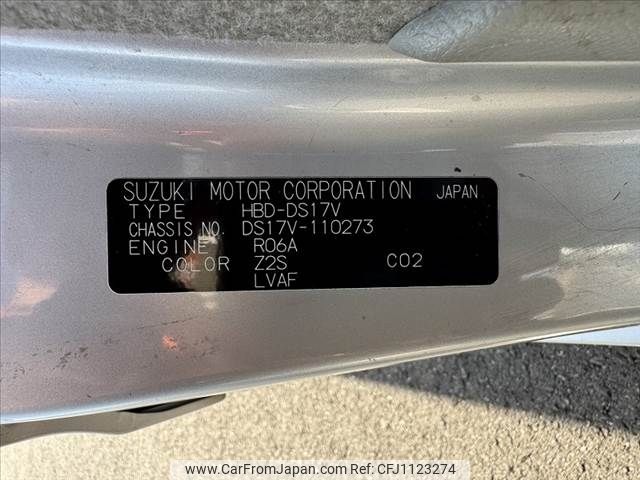 SUZUKI MOTOR CORPORATION JAPAN
TYPE HBD-DS17V
CHASSIS NO. DS17V-110273
ENGINE R06A
COLOR Z2S C02
LVAF
www.CarFromJapan.com | Ref No. CFJ1123274